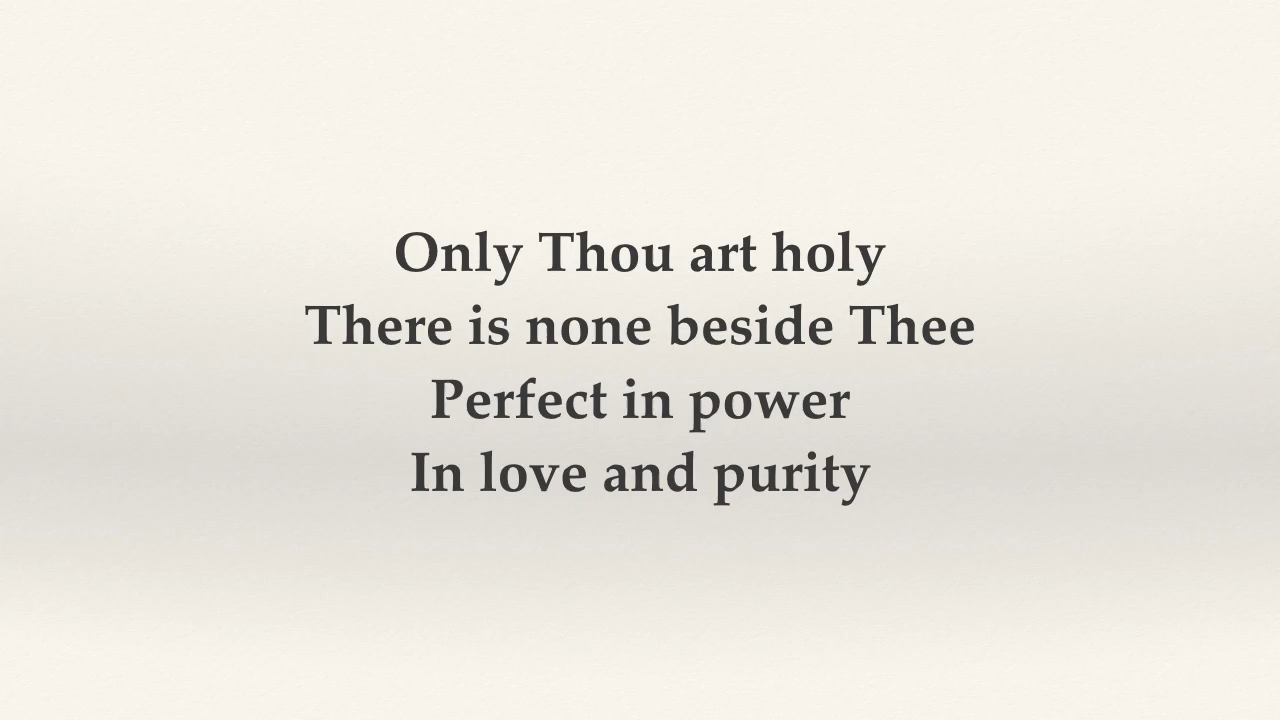 Only Thou art holy
There is none beside Thee
Perfect in power
In love and purity